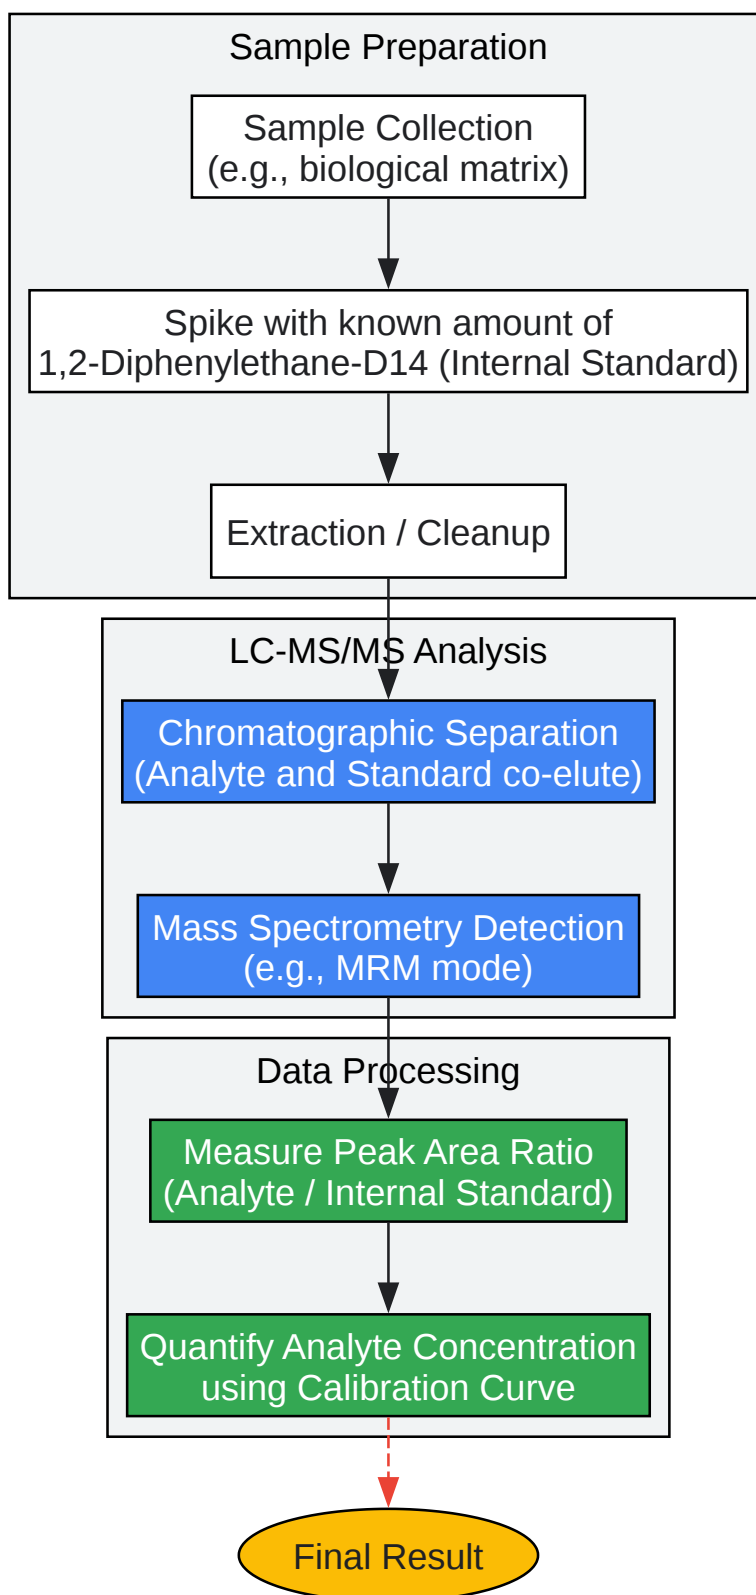 Sample Preparation
Sample Collection
(e.g., biological matrix)
Spike with known amount of
1,2-Diphenylethane-D14 (Internal Standard)
Extraction / Cleanup
LC-MS/MS Analysis
Chromatographic Separation
(Analyte and Standard co-elute)
Mass Spectrometry Detection
(e.g., MRM mode)
Data Processing
Measure Peak Area Ratio
(Analyte / Internal Standard)
Quantify Analyte Concentration
using Calibration Curve
Final Result